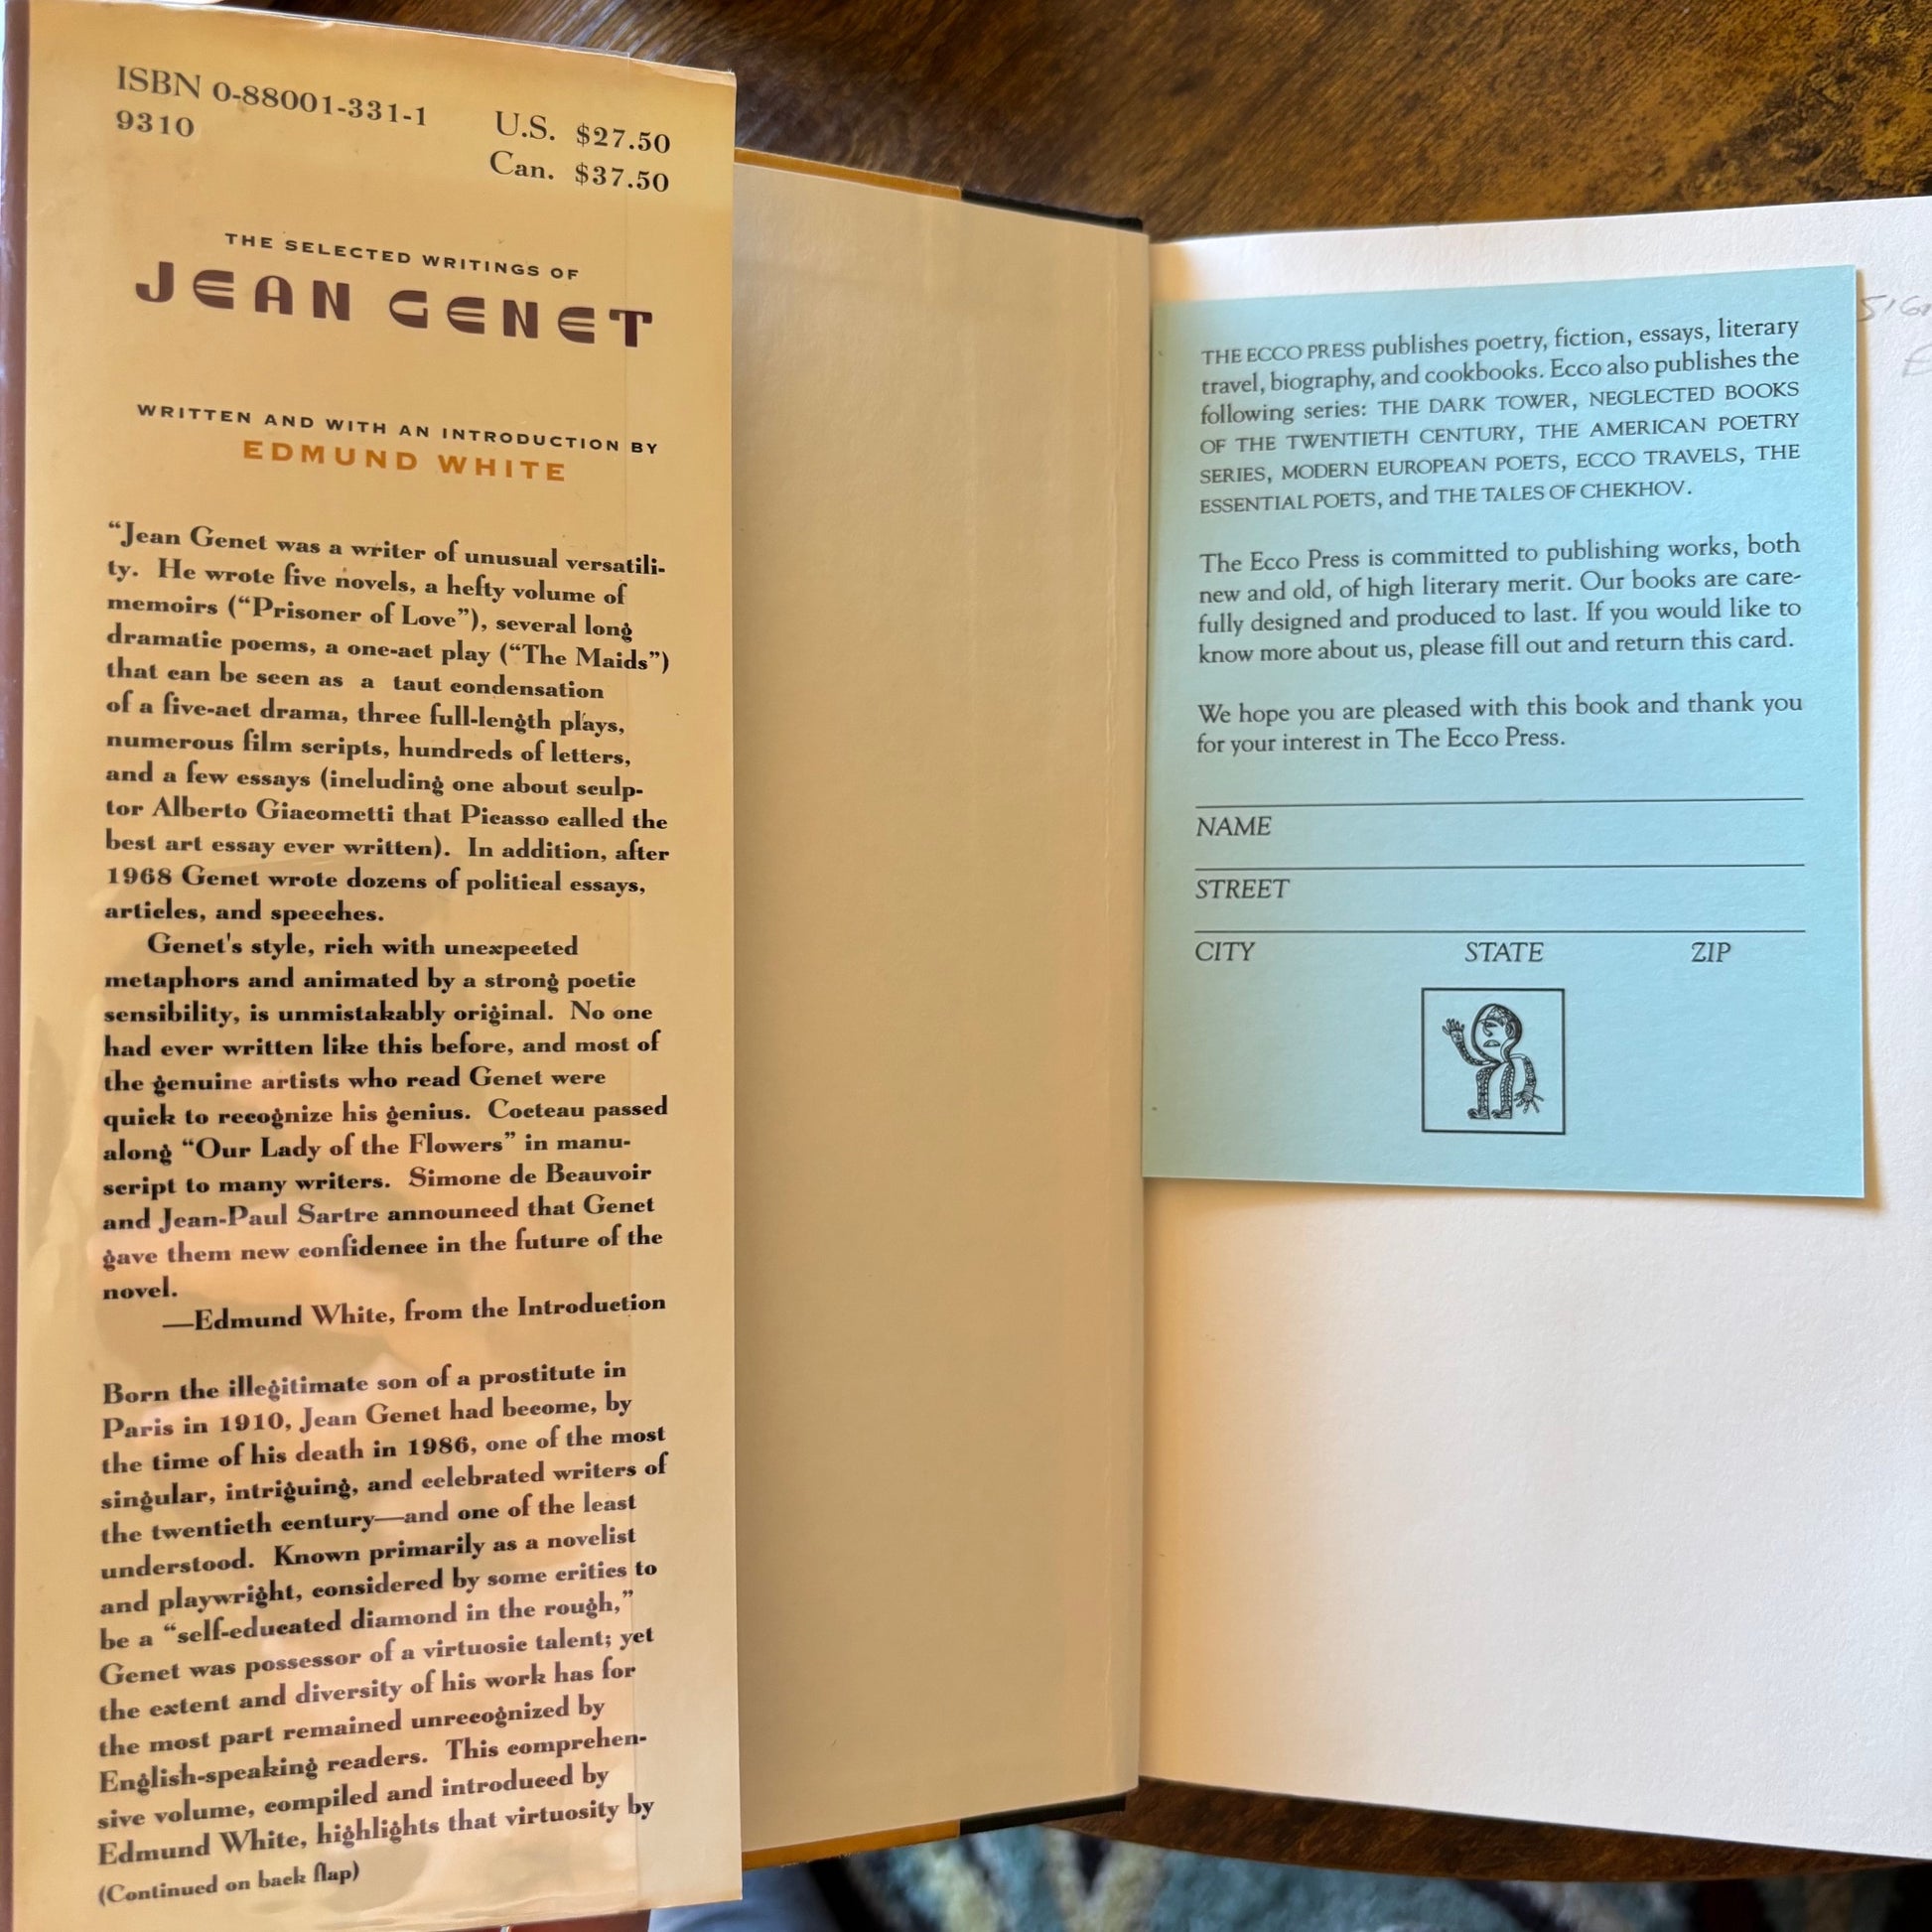 ISBN 0-88001-331-1
9310
U.S. $27.50
Can. $37.50
THE SELECTED WRITINGS OF
JEAN GENET
WRITTEN AND WITH AN INTRODUCTION BY
EDMUND WHITE
“Jean Genet was a writer of unusual versatili-
ty. He wrote five novels, a hefty volume of
memoirs (“Prisoner of Love”), several long
dramatic poems, a one-act play (“The Maids”)
that can be seen as a taut condensation
of a five-act drama, three full-length plays,
numerous film scripts, hundreds of letters,
and a few essays (including one about sculp-
tor Alberto Giacometti that Picasso called the
best art essay ever written). In addition, after
1968 Genet wrote dozens of political essays,
articles, and speeches.
Genet's style, rich with unexpected
metaphors and animated by a strong poetic
sensibility, is unmistakably original. No one
had ever written like this before, and most of
the genuine artists who read Genet were
quick to recognize his genius. Cocteau passed
along “Our Lady of the Flowers” in manu-
script to many writers. Simone de Beauvoir
and Jean-Paul Sartre announced that Genet
gave them new confidence in the future of the
novel.
—Edmund White, from the Introduction
Born the illegitimate son of a prostitute in
Paris in 1910, Jean Genet had become, by
the time of his death in 1986, one of the most
singular, intriguing, and celebrated writers of
the twentieth century—and one of the least
understood. Known primarily as a novelist
and playwright, considered by some critics to
be a “self-educated diamond in the rough,”
Genet was possessor of a virtuosic talent; yet
the extent and diversity of his work has for
the most part remained unrecognized by
English-speaking readers. This comprehen-
sive volume, compiled and introduced by
Edmund White, highlights that virtuosity by
(Continued on back flap)
THE ECCO PRESS publishes poetry, fiction, essays, literary
travel, biography, and cookbooks. Ecco also publishes the
following series: THE DARK TOWER, NEGLECTED BOOKS
OF THE TWENTIETH CENTURY, THE AMERICAN POETRY
SERIES, MODERN EUROPEAN POETS, ECCO TRAVELS, THE
ESSENTIAL POETS, and THE TALES OF CHEKHOV.
The Ecco Press is committed to publishing works, both
new and old, of high literary merit. Our books are care-
fully designed and produced to last. If you would like to
know more about us, please fill out and return this card.
We hope you are pleased with this book and thank you
for your interest in The Ecco Press.
NAME
STREET
CITY STATE ZIP